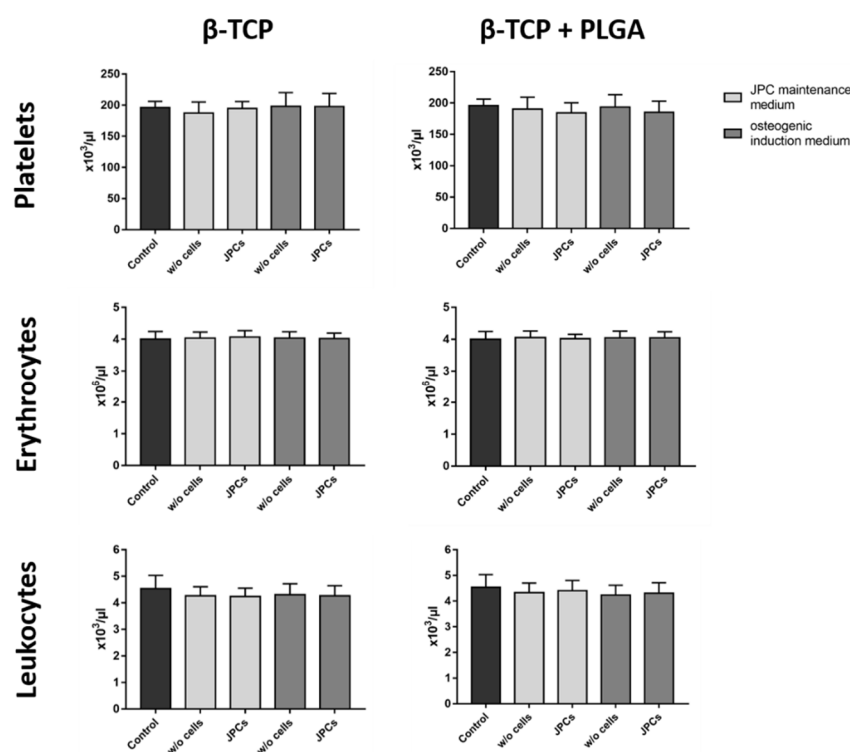 β-TCP
β-TCP + PLGA
Platelets
x10³/µl
250
200
150
100
50
0
Control
w/o cells
JPCs
w/o cells
JPCs
x10³/µl
250
200
150
100
50
0
Control
w/o cells
JPCs
w/o cells
JPCs
JPC maintenance
medium
osteogenic
induction medium
Erythrocytes
x10⁶/µl
5
4
3
2
1
0
Control
w/o cells
JPCs
w/o cells
JPCs
x10⁶/µl
5
4
3
2
1
0
Control
w/o cells
JPCs
w/o cells
JPCs
Leukocytes
x10³/µl
6
5
4
3
2
1
0
Control
w/o cells
JPCs
w/o cells
JPCs
x10³/µl
6
5
4
3
2
1
0
Control
w/o cells
JPCs
w/o cells
JPCs